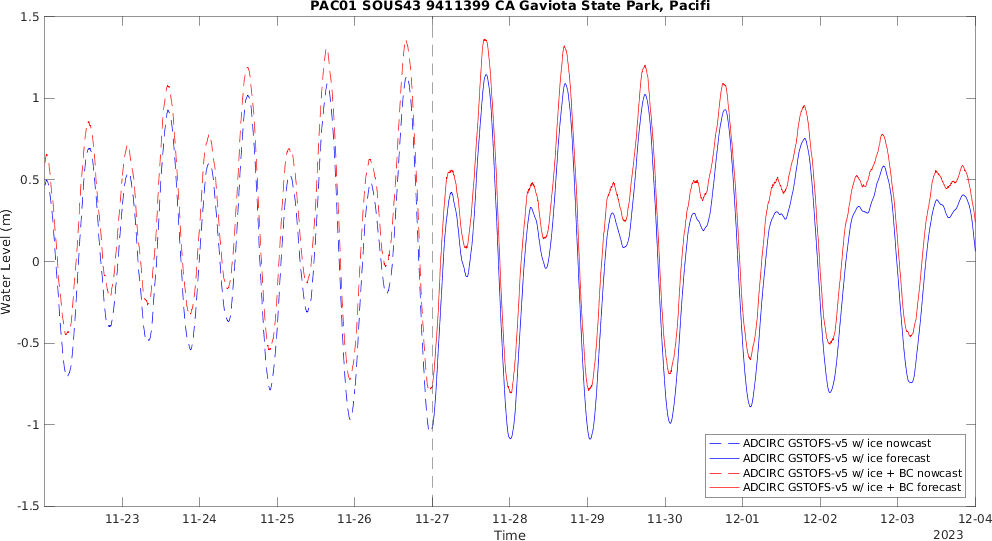 PAC01 SOUS43 9411399 CA Gaviota State Park, Pacifi
1.5
1
0.5
0
-0.5
-1
-1.5
Water Level (m)
11-23 11-24 11-25 11-26 11-27 11-28 11-29 11-30 12-01 12-02 12-03 12-04
Time
2023
ADCIRC GSTOFS-v5 w/ ice nowcast
ADCIRC GSTOFS-v5 w/ ice forecast
ADCIRC GSTOFS-v5 w/ ice + BC nowcast
ADCIRC GSTOFS-v5 w/ ice + BC forecast